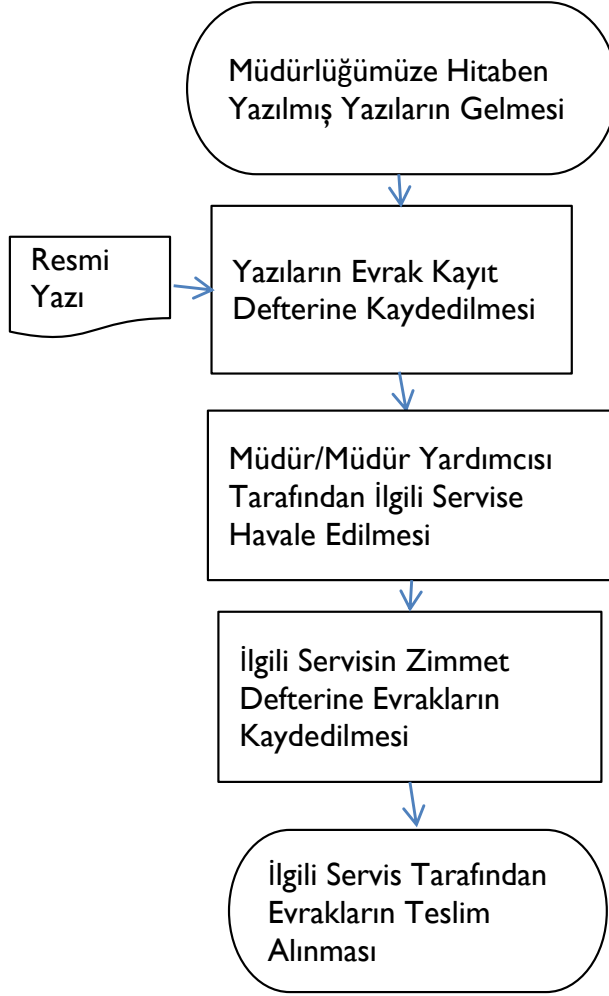 Müdürlüğümüze Hitaben
Yazılmış Yazıların Gelmesi
Resmi
Yazı
Yazıların Evrak Kayıt
Defterine Kaydedilmesi
Müdür/Müdür Yardımcısı
Tarafından İlgili Servise
Havale Edilmesi
İlgili Servisin Zimmet
Defterine Evrakların
Kaydedilmesi
İlgili Servis Tarafından
Evrakların Teslim
Alınması